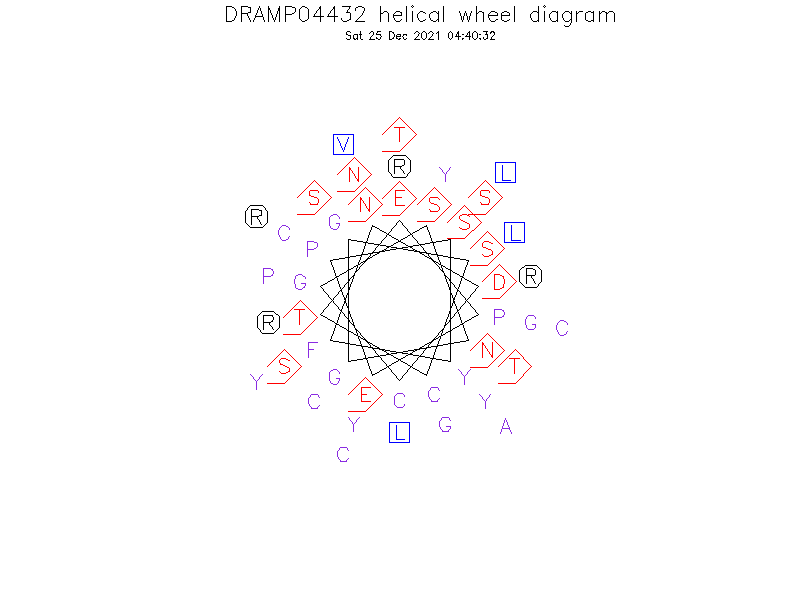 DRAMP04432 helical wheel diagram
Sat 25 Dec 2021 04:40:32
T
V
R
N Y L
S N E S S
R G S
C L
P S
P G D R
R T P G C
F N
S T
Y G Y
C E C C Y
Y L G A
C